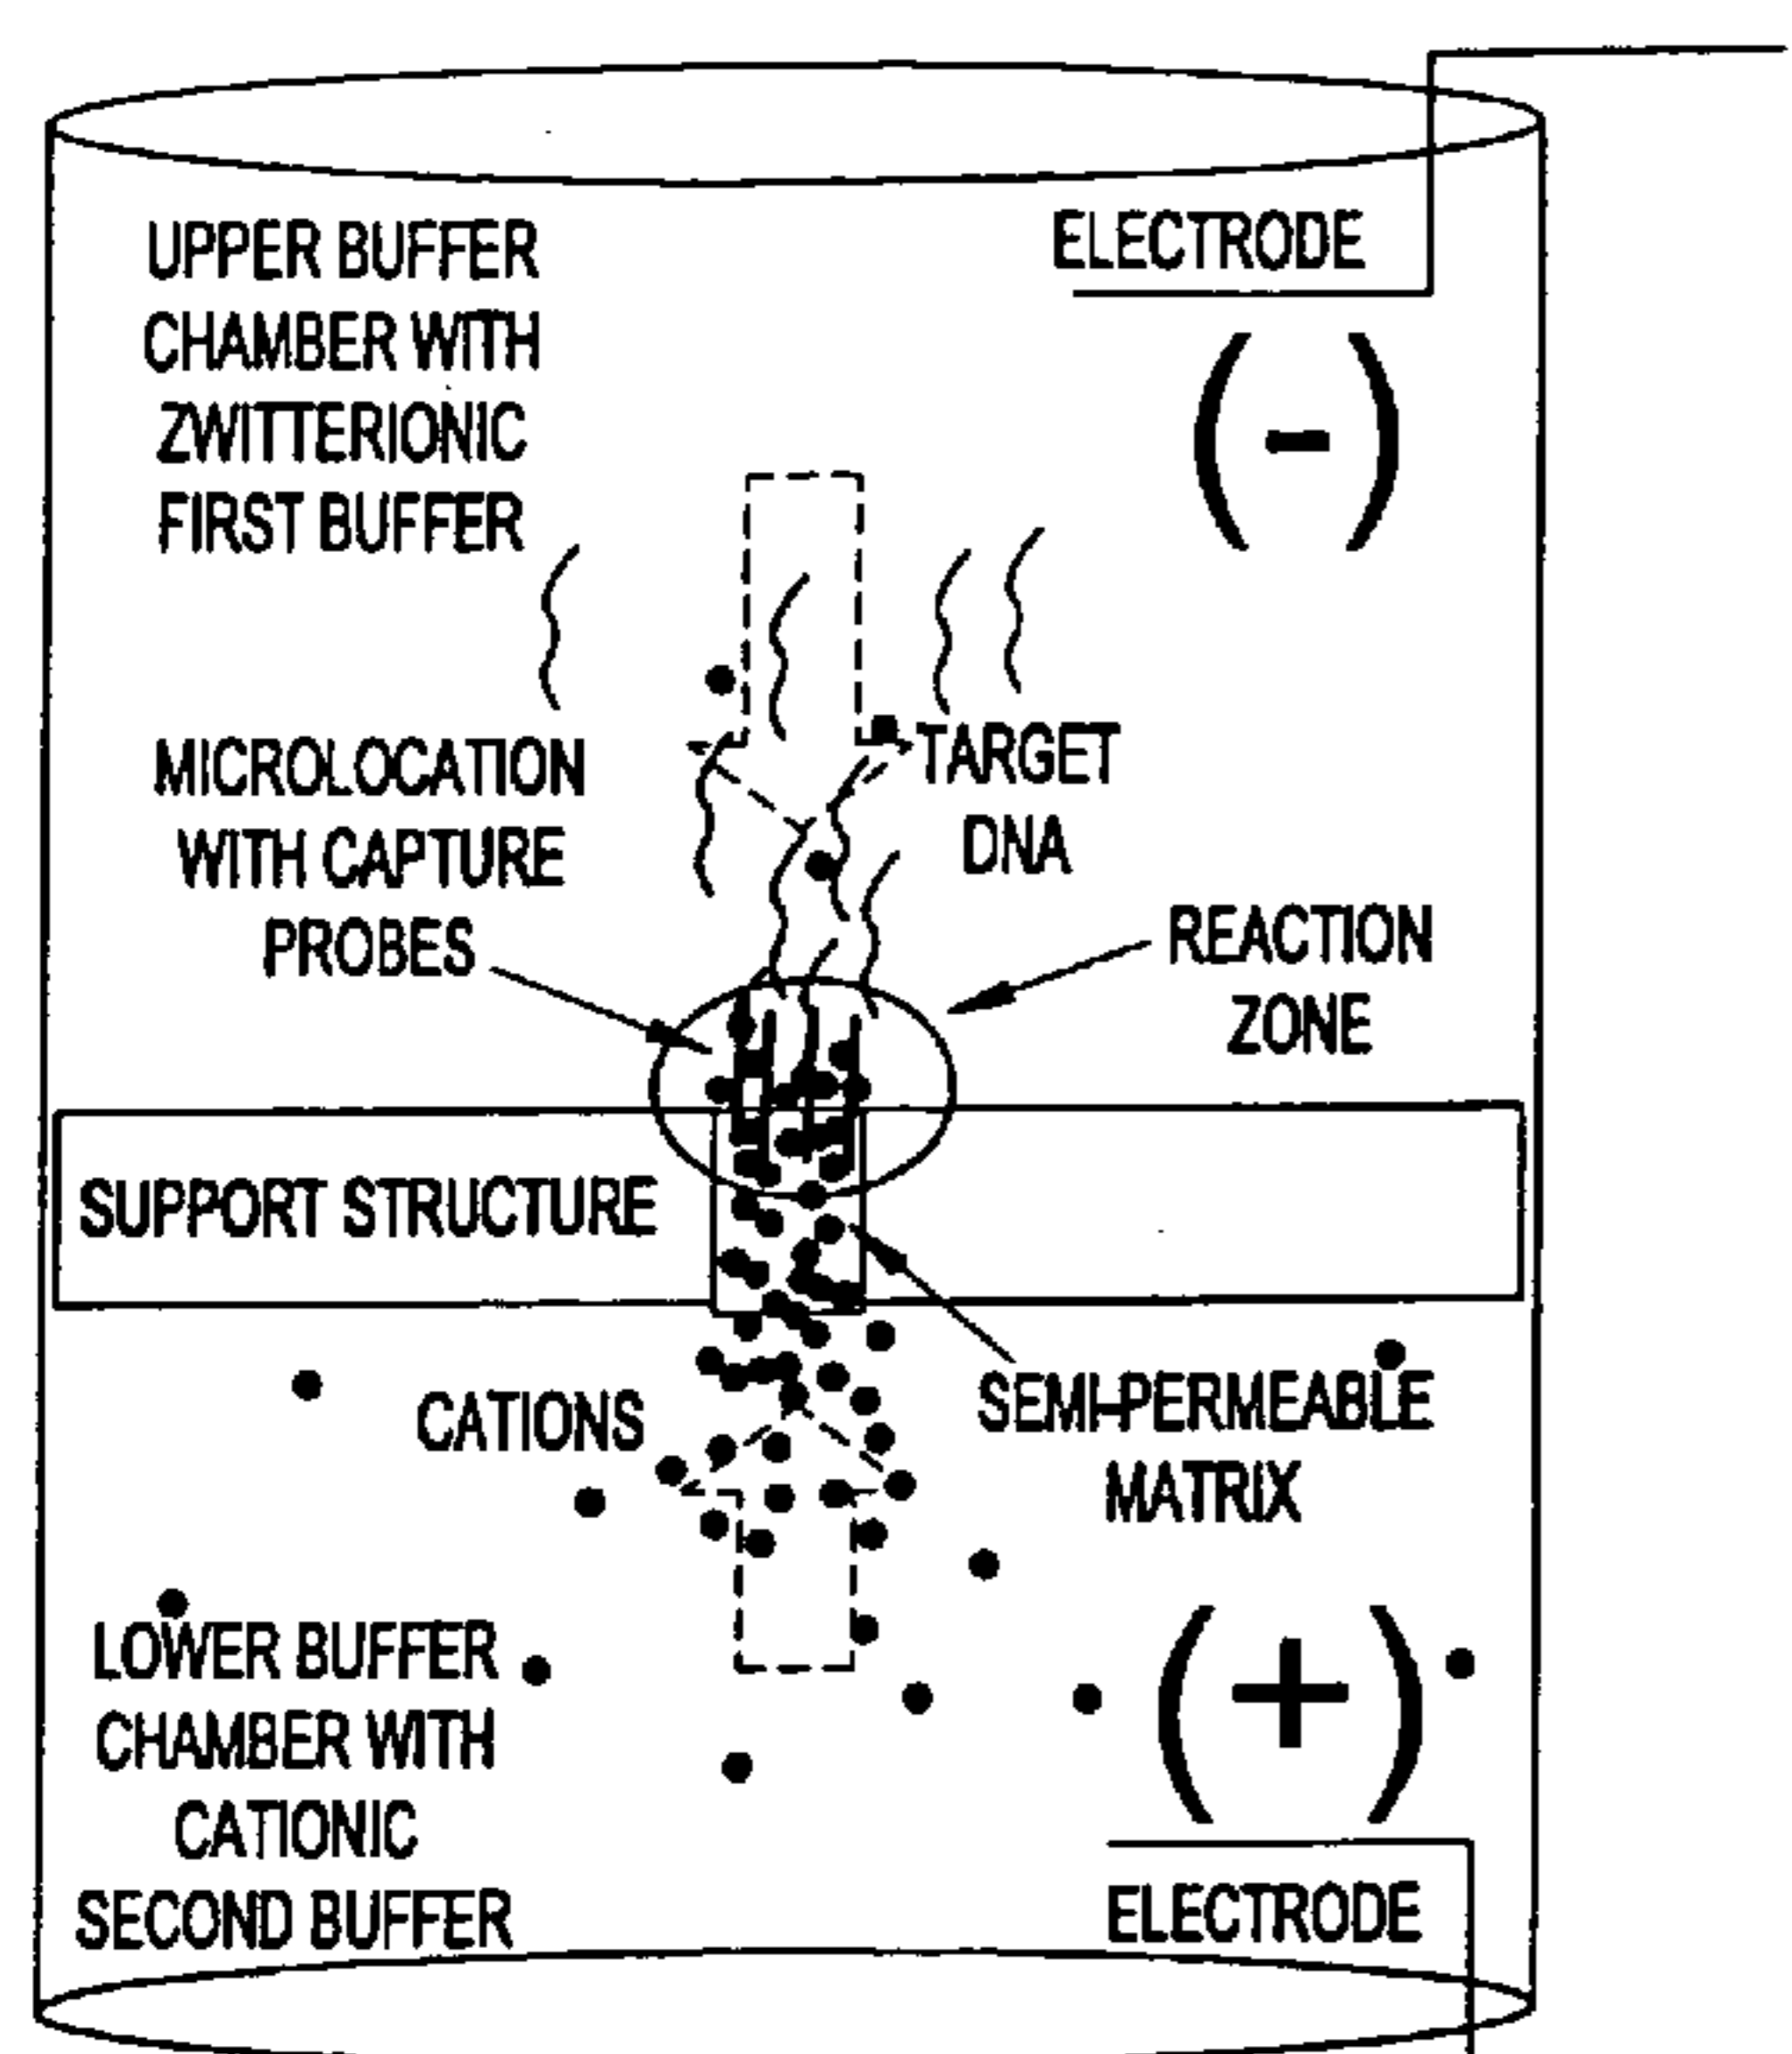 UPPER BUFFER
CHAMBER WITH
ZWITTERIONIC
FIRST BUFFER
ELECTRODE
(-)
MICROLOCATION
WITH CAPTURE
PROBES
TARGET
DNA
REACTION
ZONE
SUPPORT STRUCTURE
CATIONS
SEMI-PERMEABLE
MATRIX
LOWER BUFFER
CHAMBER WITH
CATIONIC
SECOND BUFFER
(+)
ELECTRODE